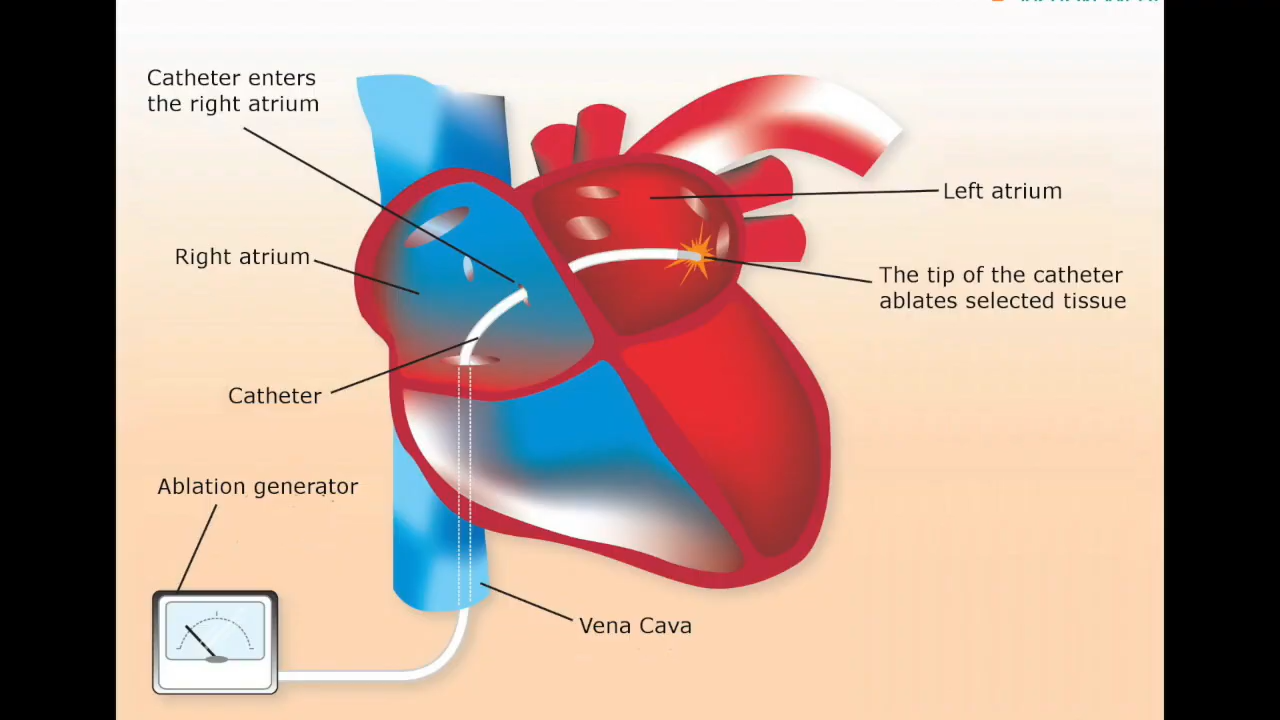 Catheter enters
the right atrium
Left atrium
Right atrium
The tip of the catheter
ablates selected tissue
Catheter
Ablation generator
Vena Cava